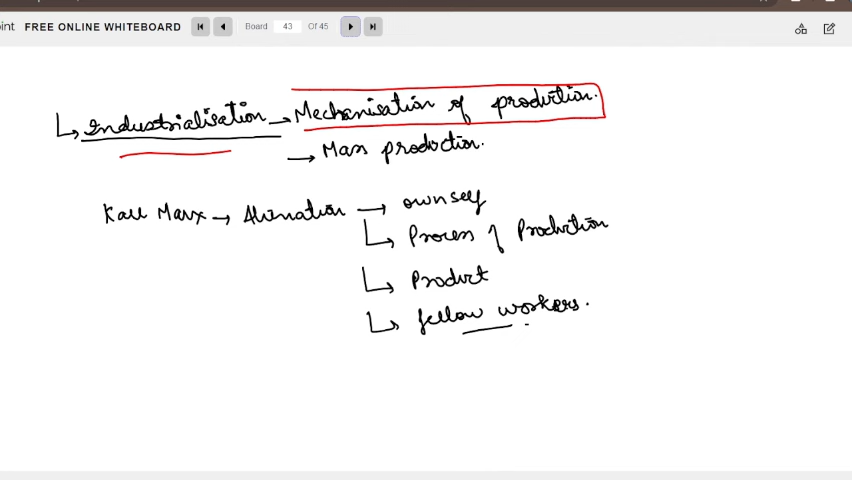 oint FREE ONLINE WHITEBOARD Board 43 Of 45
Industrialisation → Mechanisation of production.
→ Mass production.
Karl Marx → Alienation → ownself
Process of Production
Product
fellow workers.